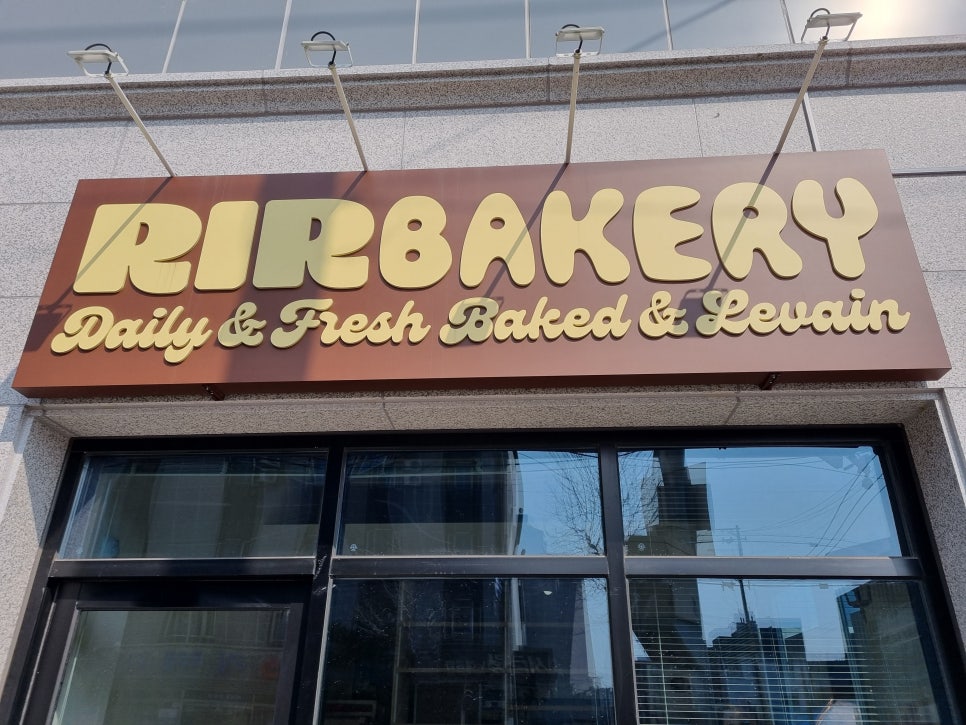 RIRBAKERY
Daily & Fresh Baked & Levain